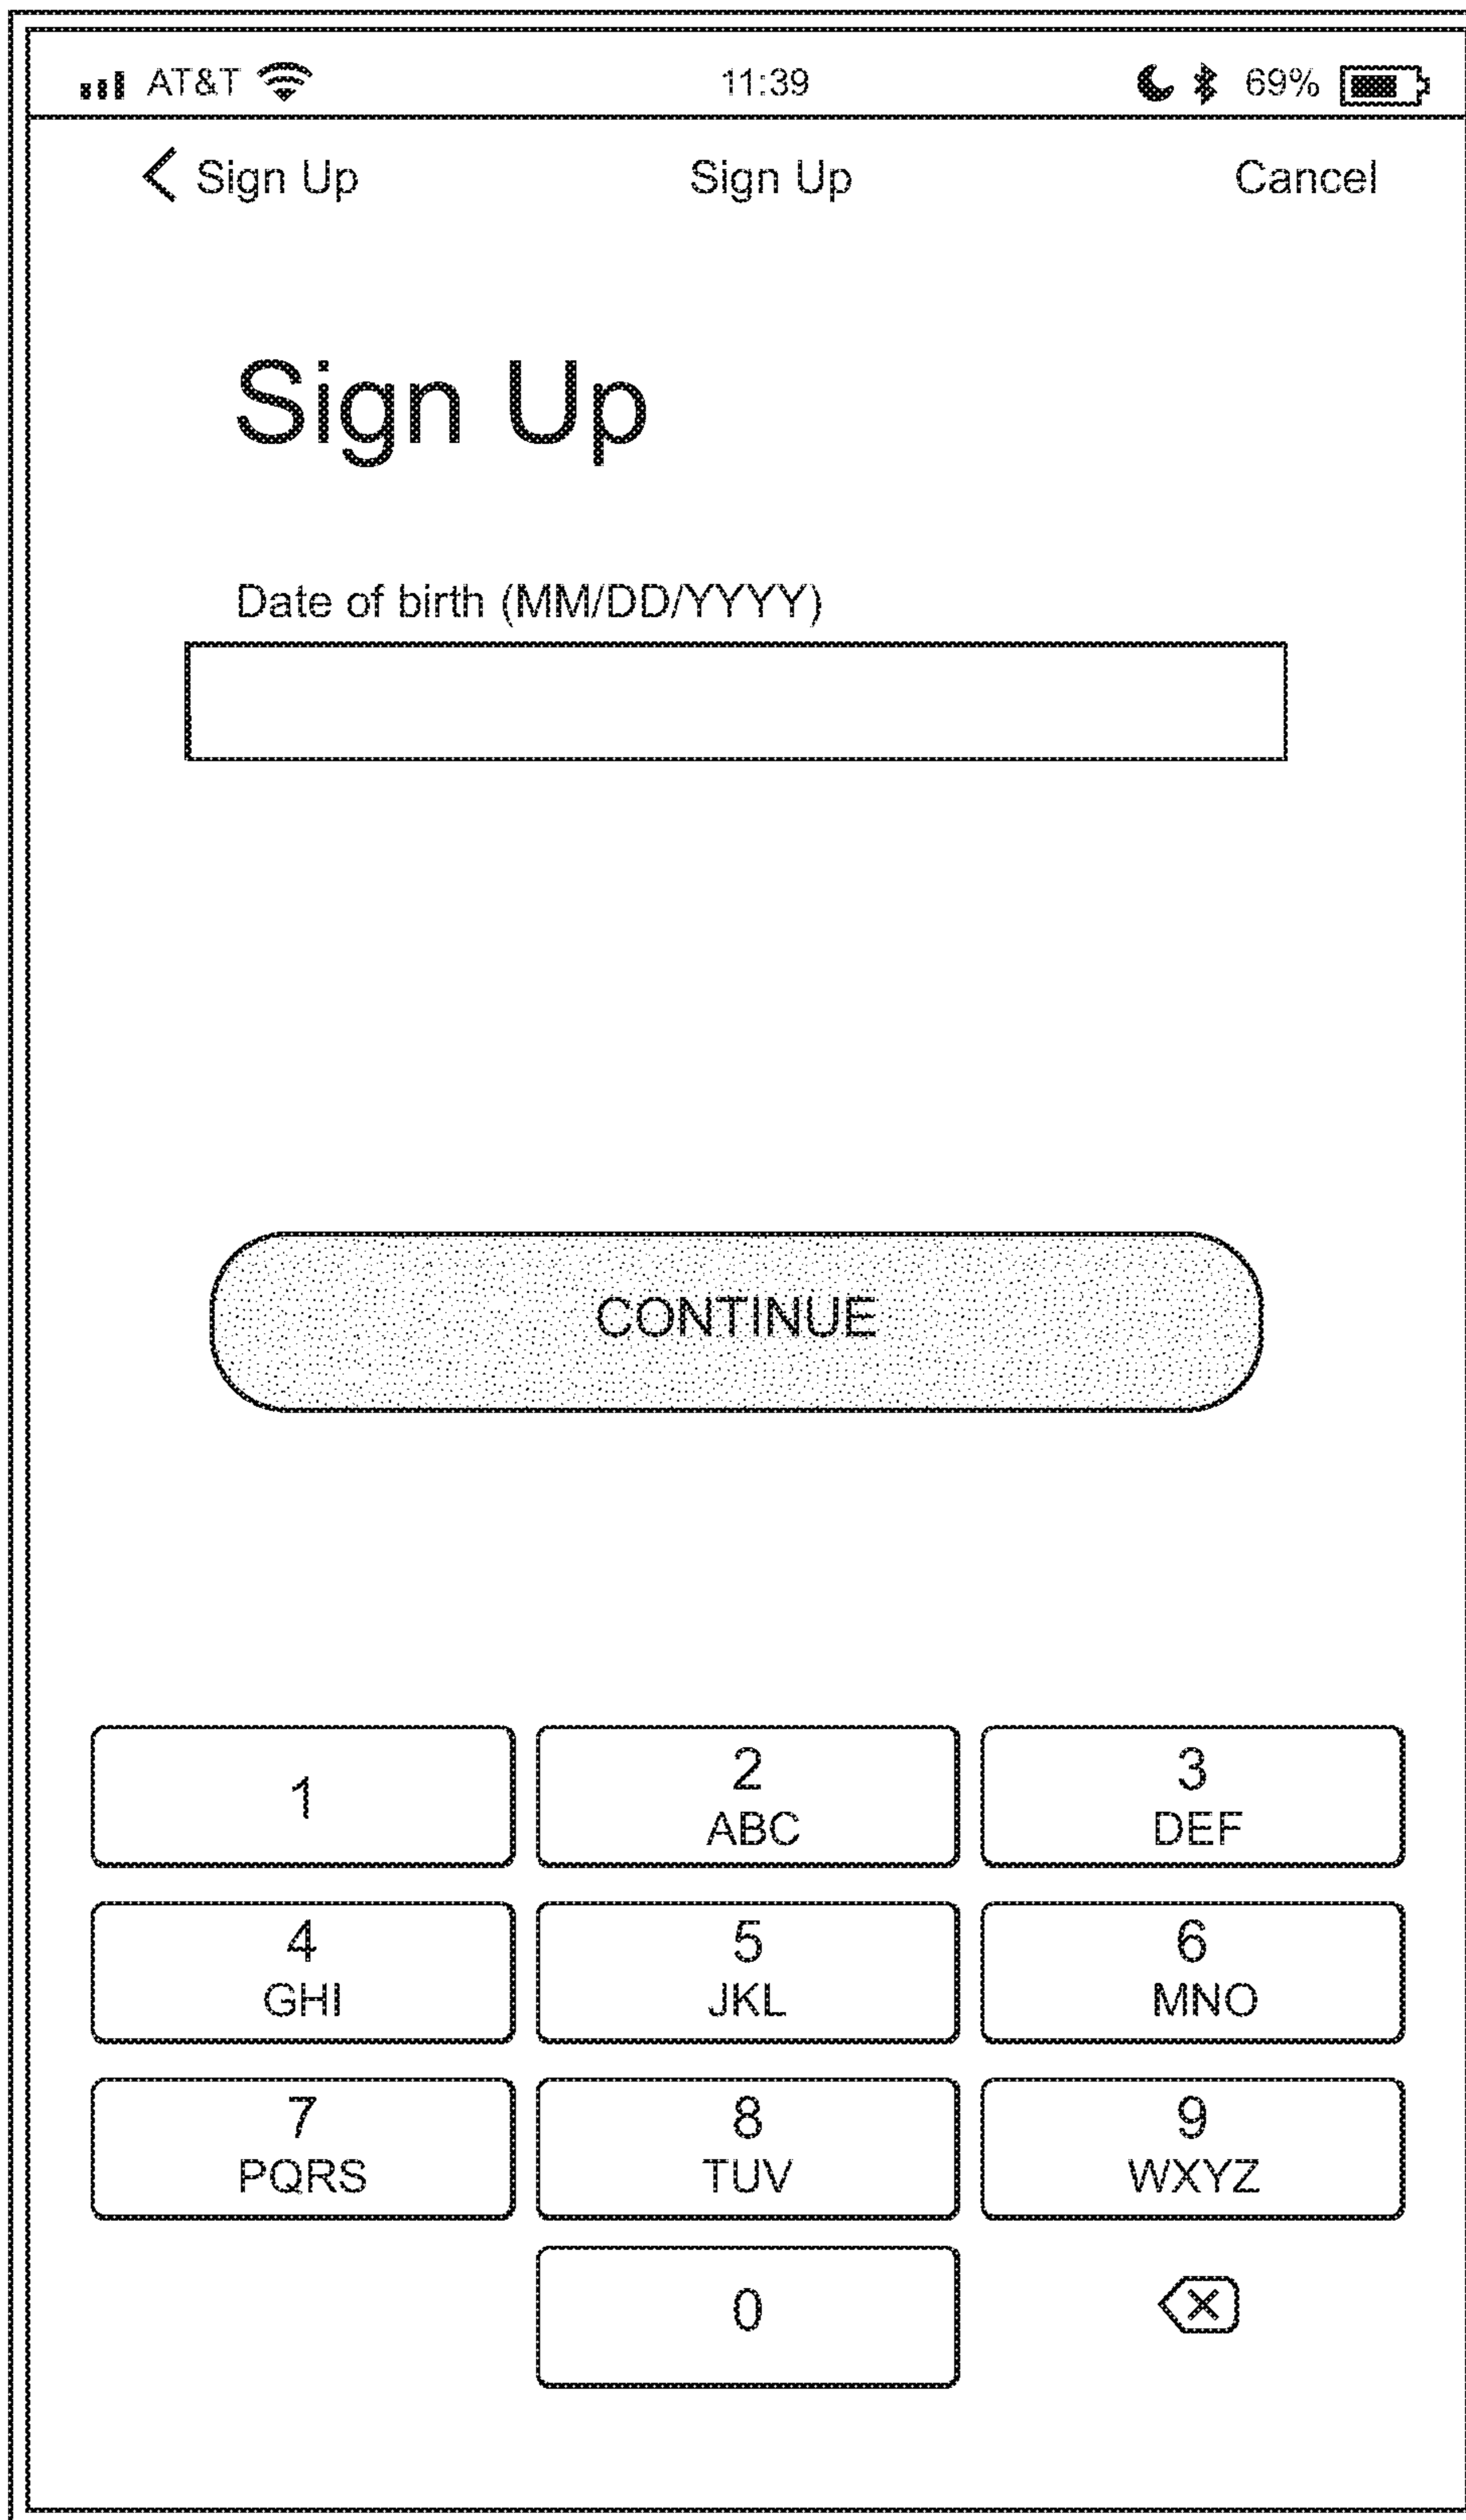 AT&T 11:39 69%
Sign Up Sign Up Cancel
Sign Up
Date of birth (MM/DD/YYYY)
CONTINUE
1 2 3
ABC DEF
4 5 6
GHI JKL MNO
7 8 9
PQRS TUV WXYZ
0